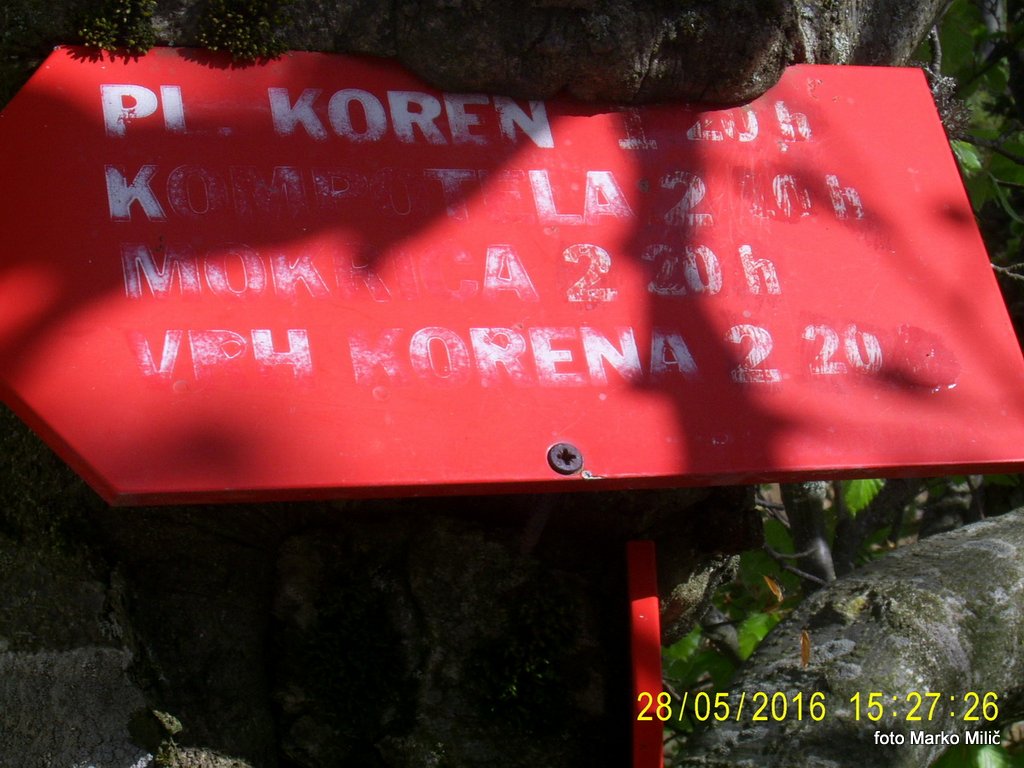 PL. KOREN 1 20 h
KOMPOTELA 2 20 h
MOKRICA 2 20 h
VRH KORENA 2 20
28/05/2016 15:27:26
foto Marko Milič